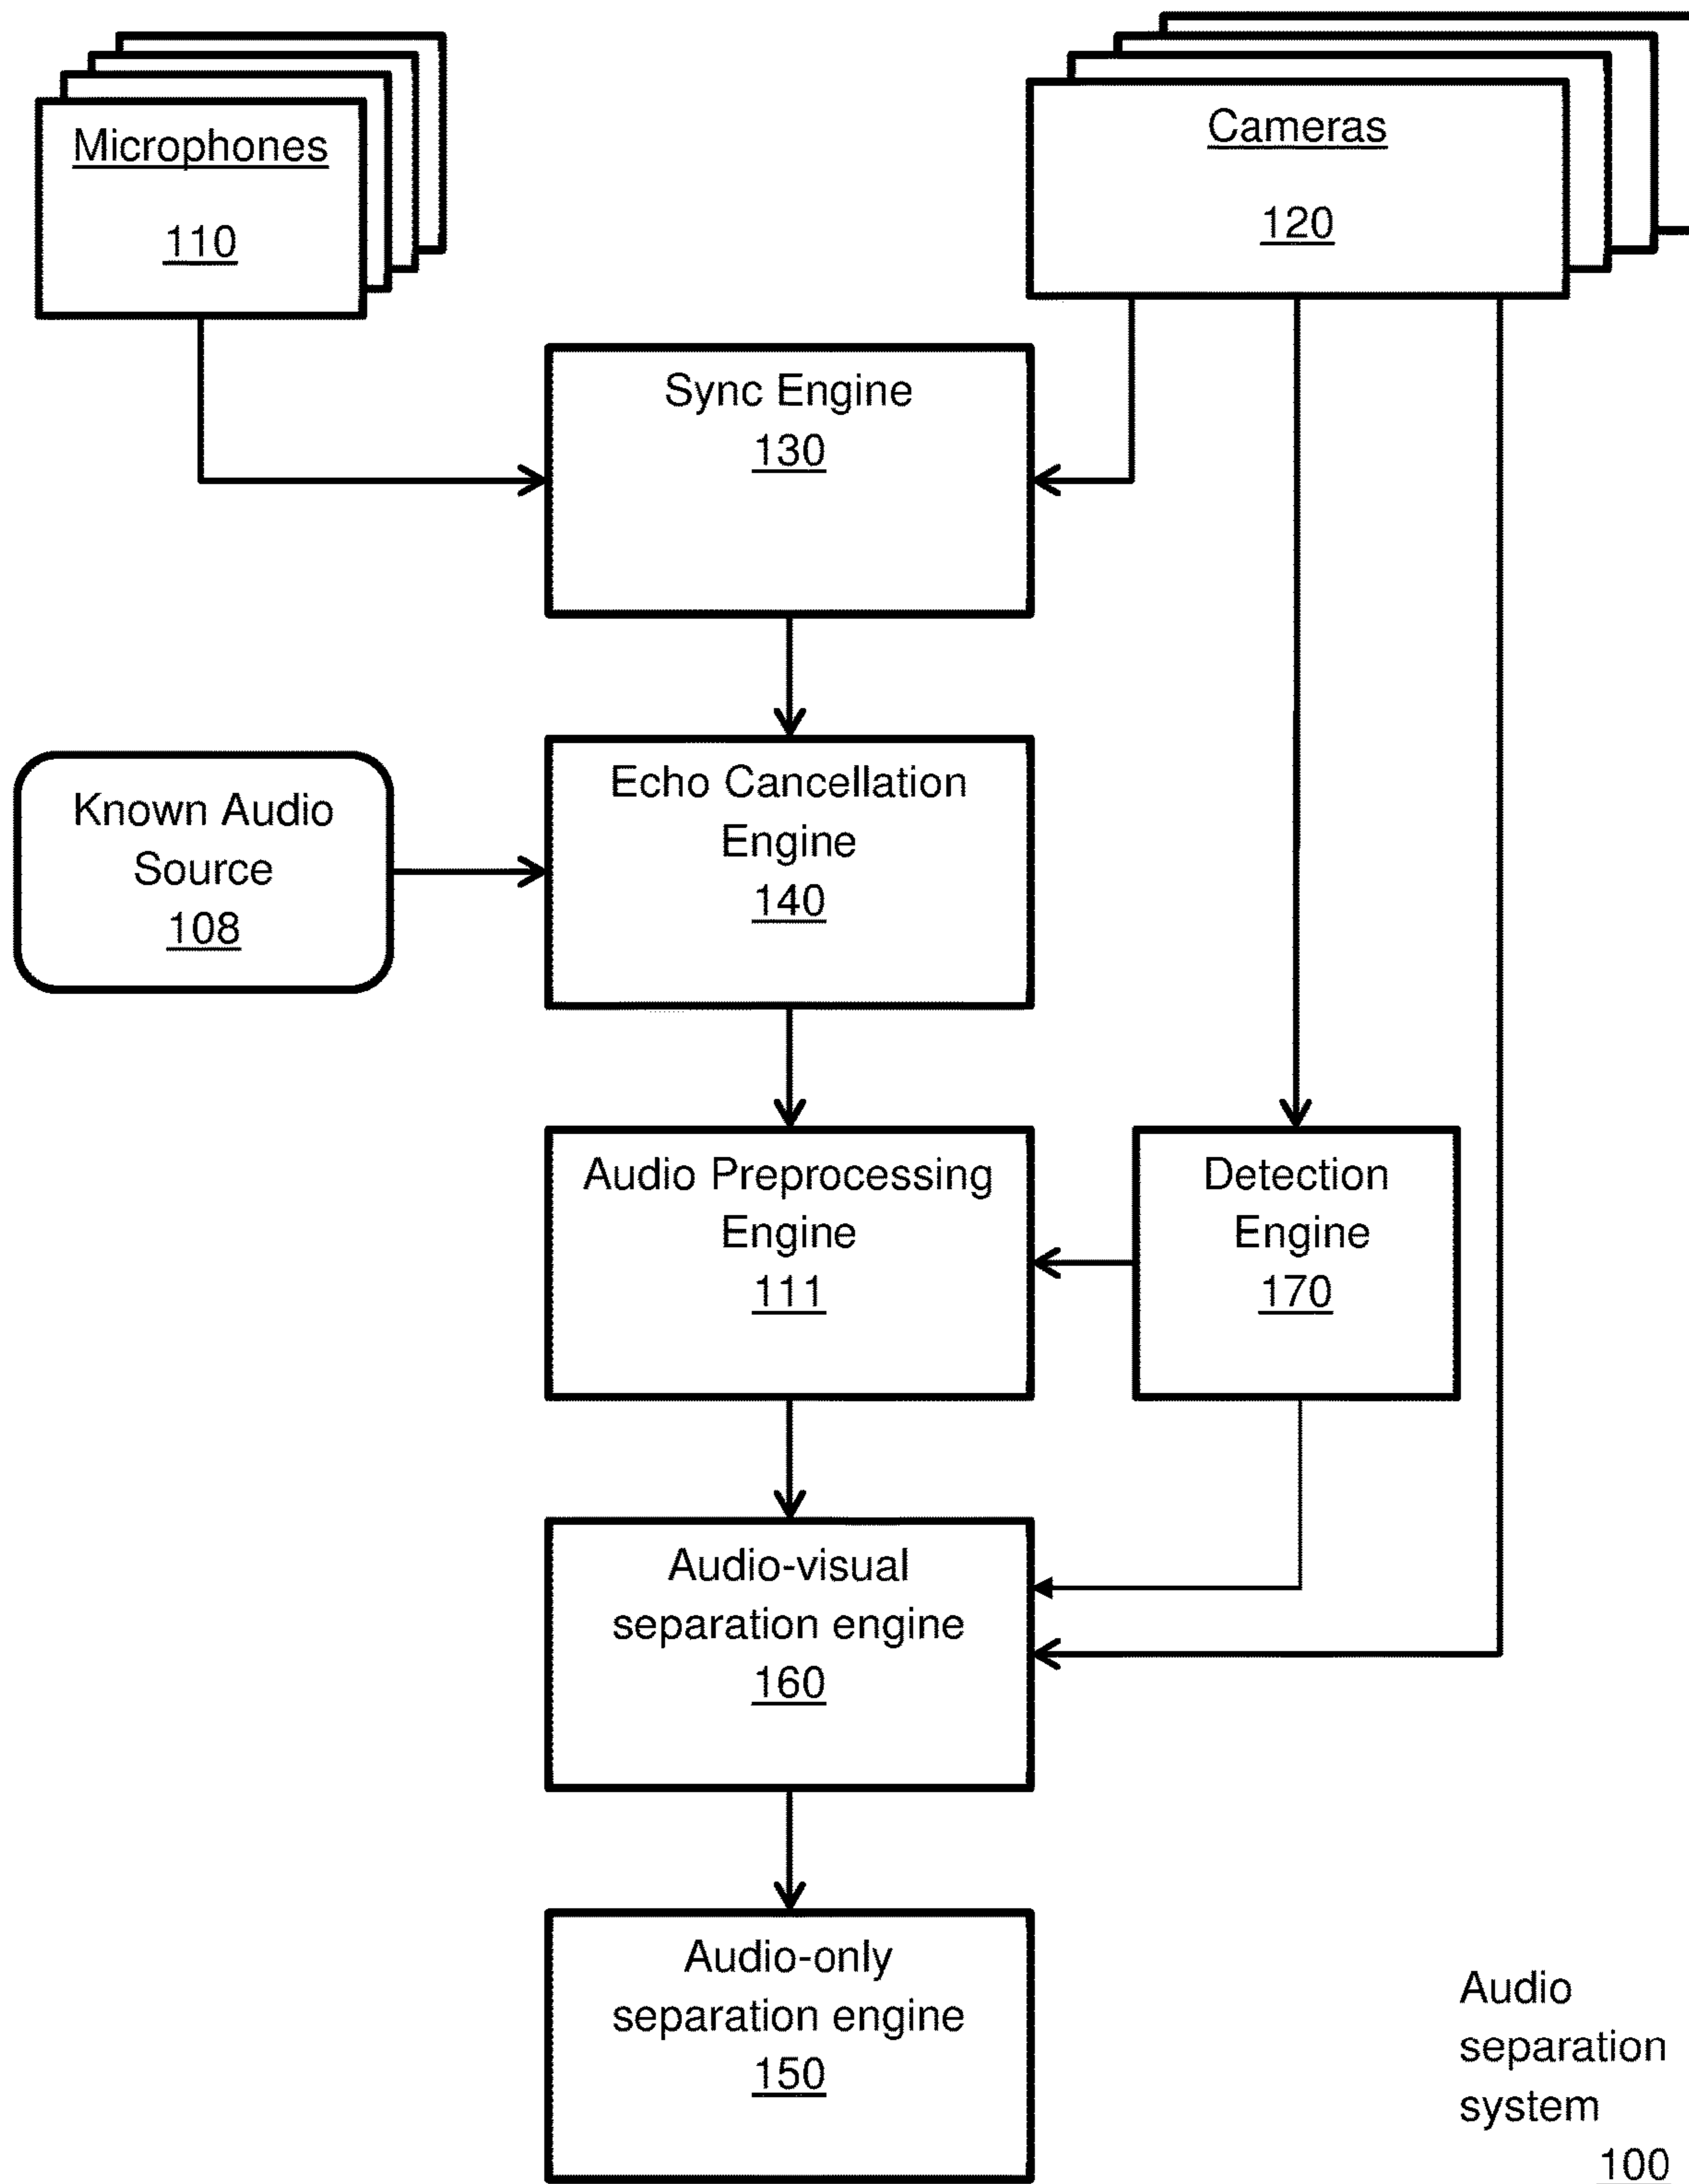 Microphones
110
Cameras
120
Sync Engine
130
Known Audio
Source
108
Echo Cancellation
Engine
140
Audio Preprocessing
Engine
111
Detection
Engine
170
Audio-visual
separation engine
160
Audio-only
separation engine
150
Audio
separation
system
100